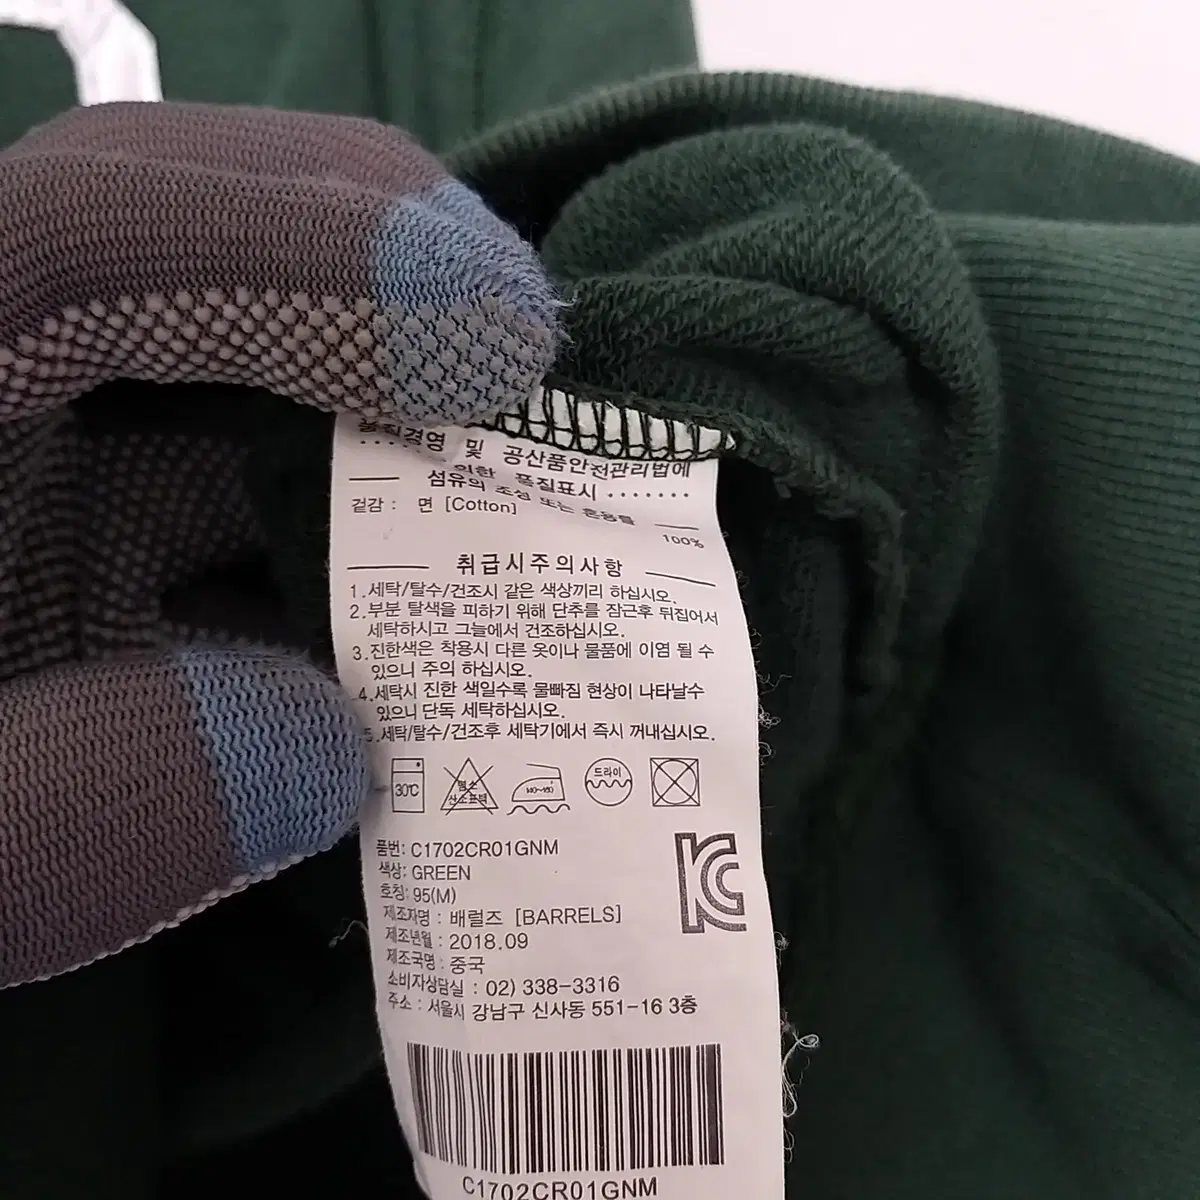 품질경영 및 공산품안전관리법에
의한 품질표시
섬유의 조성 또는 혼용률
겉감 : 면 [Cotton]
100%
취급시주의사항
1.세탁/탈수/건조시 같은 색상끼리 하십시오.
2.부분 탈색을 피하기 위해 단추를 잠근후 뒤집어서
세탁하시고 그늘에서 건조하십시오.
3.진한색은 착용시 다른 옷이나 물품에 이염 될 수
있으니 주의 하십시오.
4.세탁시 진한 색일수록 물빠짐 현상이 나타날수
있으니 단독 세탁하십시오.
5.세탁/탈수/건조후 세탁기에서 즉시 꺼내십시오.
30℃
염소
산소표백
140~160
드라이
품번: C1702CR01GNM
색상: GREEN
호칭: 95(M)
제조자명 : 배럴즈 [BARRELS]
제조년월 : 2018.09
제조국명 : 중국
소비자상담실 : 02) 338-3316
주소 : 서울시 강남구 신사동 551-16 3층
C1702CR01GNM